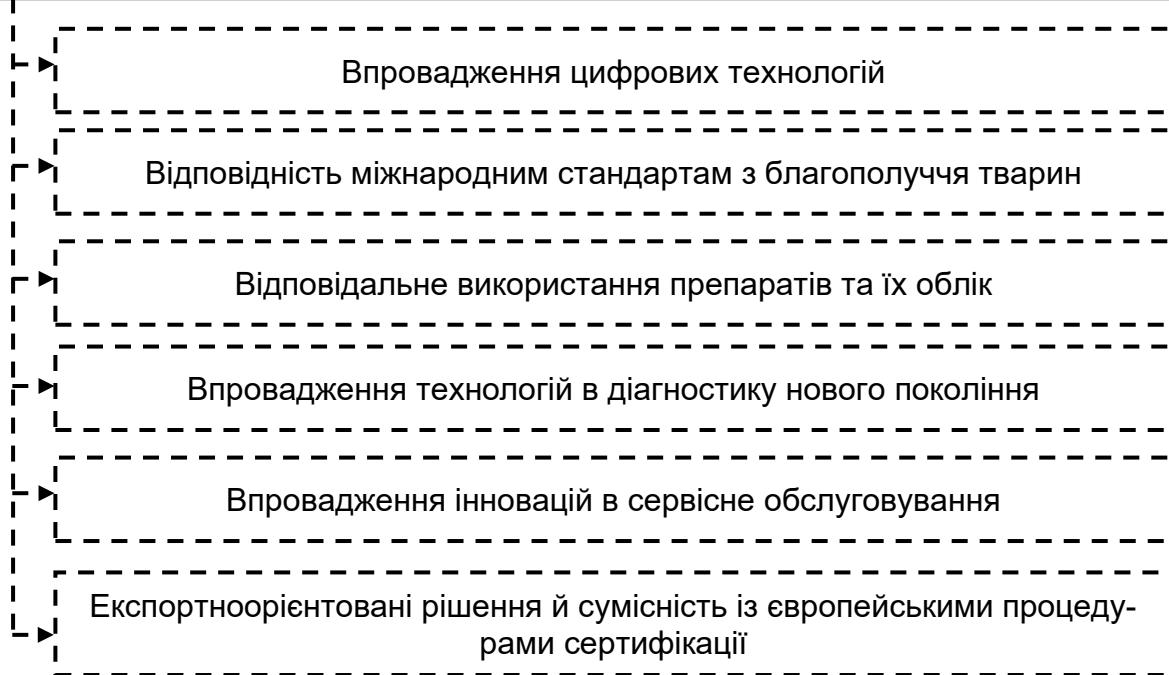 Впровадження цифрових технологій
Відповідність міжнародним стандартам з благополуччя тварин
Відповідальне використання препаратів та їх облік
Впровадження технологій в діагностику нового покоління
Впровадження інновацій в сервісне обслуговування
Експортноорієнтовані рішення й сумісність із європейськими процеду-
рами сертифікації